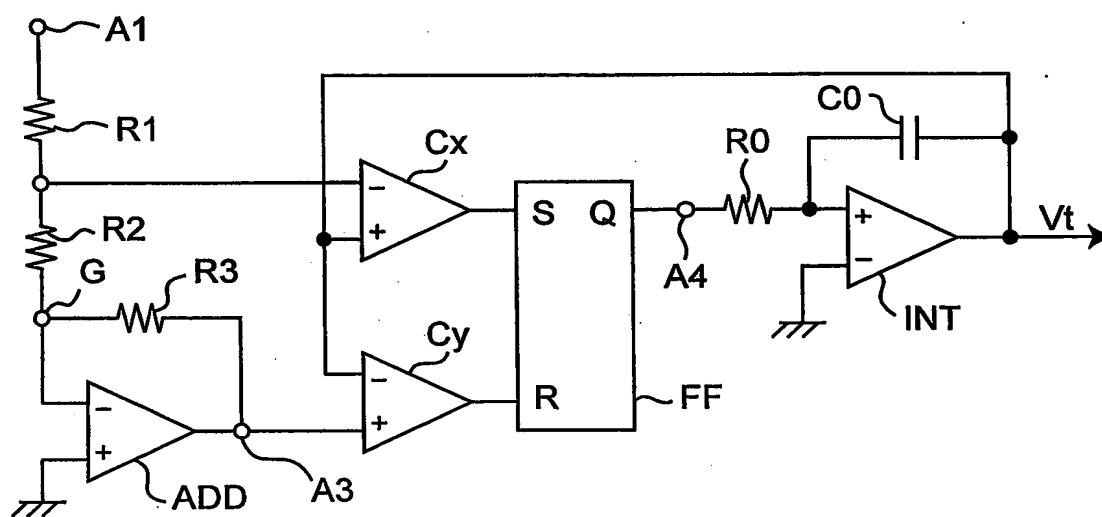 A1
C0
R1
Cx
R0
−
S
Q
+
Vt
R2
+
−
G
R3
A4
INT
Cy
−
R
FF
−
+
+
ADD
A3